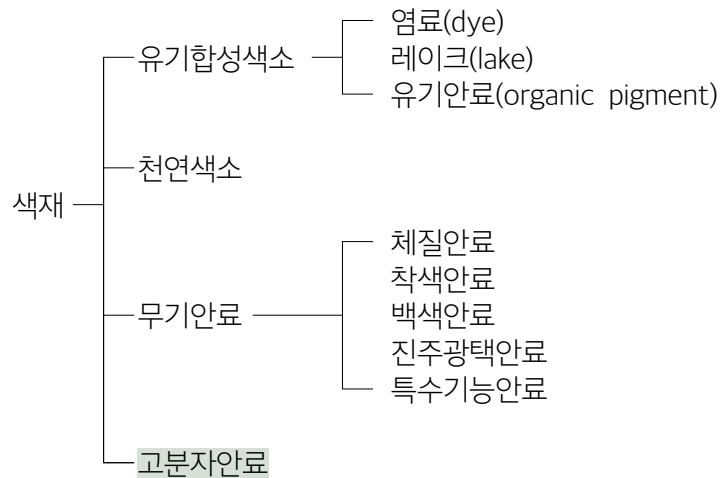 염료(dye)
유기합성색소
레이크(lake)
유기안료(organic pigment)
천연색소
색재
체질안료
착색안료
무기안료
백색안료
진주광택안료
특수기능안료
고분자안료